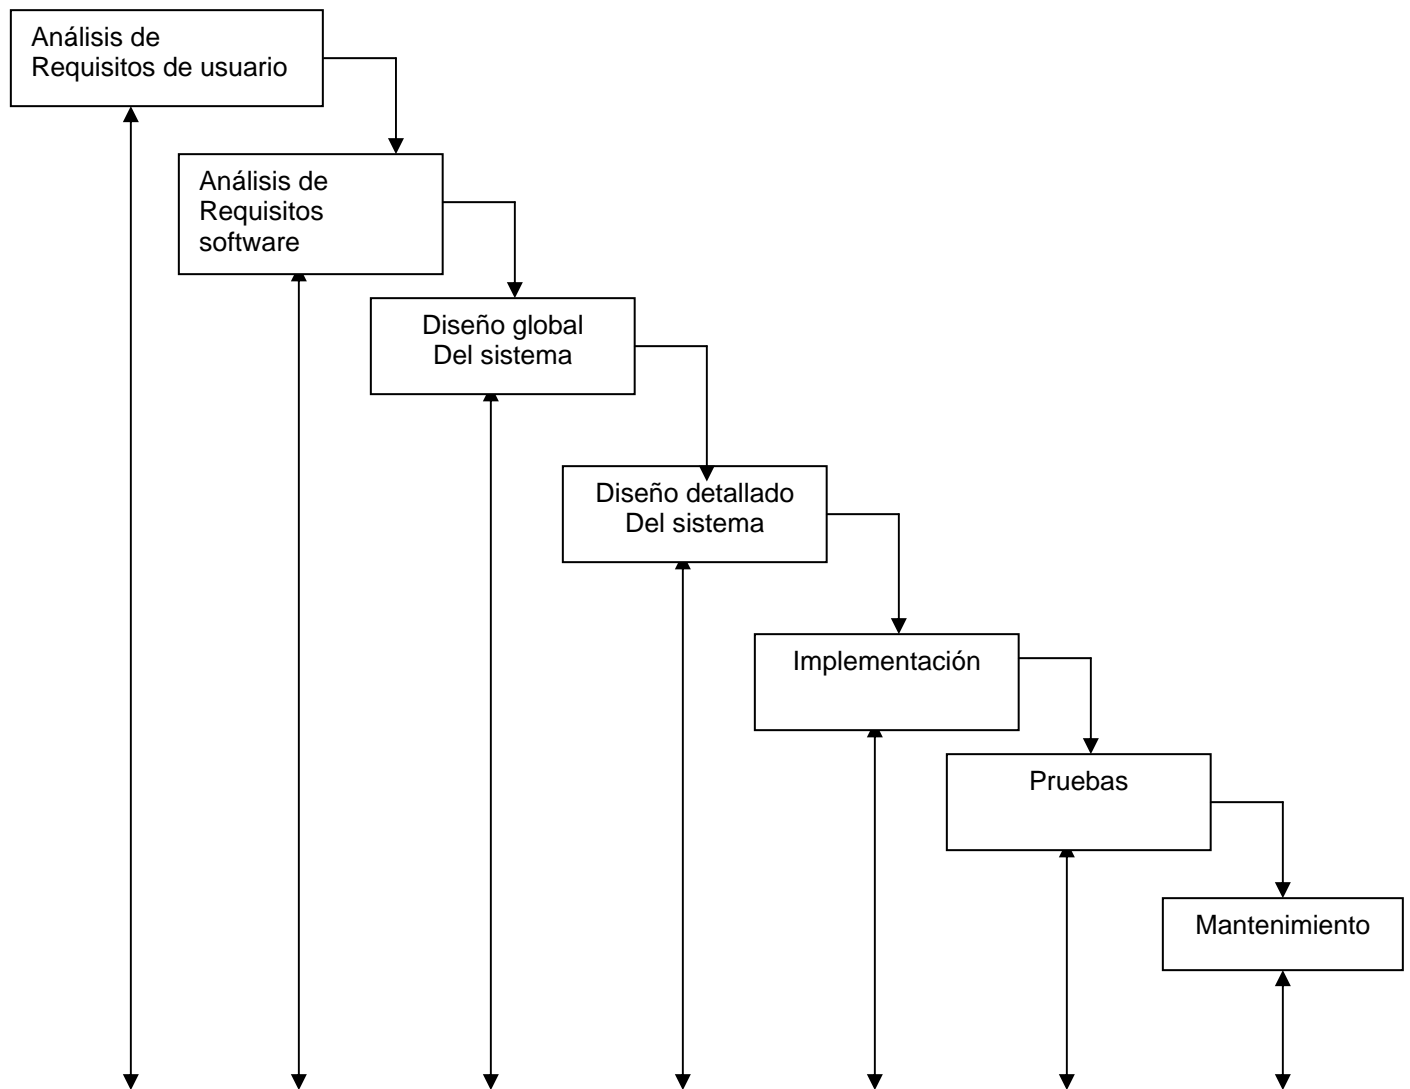 Análisis de
Requisitos de usuario
Análisis de
Requisitos
software
Diseño global
Del sistema
Diseño detallado
Del sistema
Implementación
Pruebas
Mantenimiento